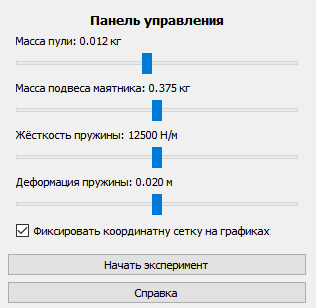 Панель управления
Масса пули: 0.012 кг
Масса подвеса маятника: 0.375 кг
Жёсткость пружины: 12500 Н/м
Деформация пружины: 0.020 м
Фиксировать координатну сетку на графиках
Начать эксперимент
Справка